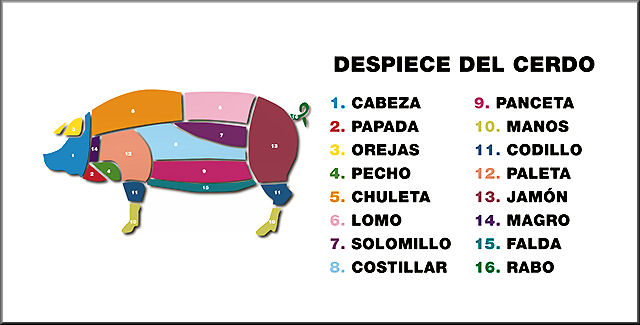 DESPIECE DEL CERDO
1. CABEZA
2. PAPADA
3. OREJAS
4. PECHO
5. CHULETA
6. LOMO
7. SOLOMILLO
8. COSTILLAR
9. PANCETA
10. MANOS
11. CODILLO
12. PALETA
13. JAMÓN
14. MAGRO
15. FALDA
16. RABO
3
5
6
16
14
12
8
7
13
1
2
4
9
15
11
11
10
10